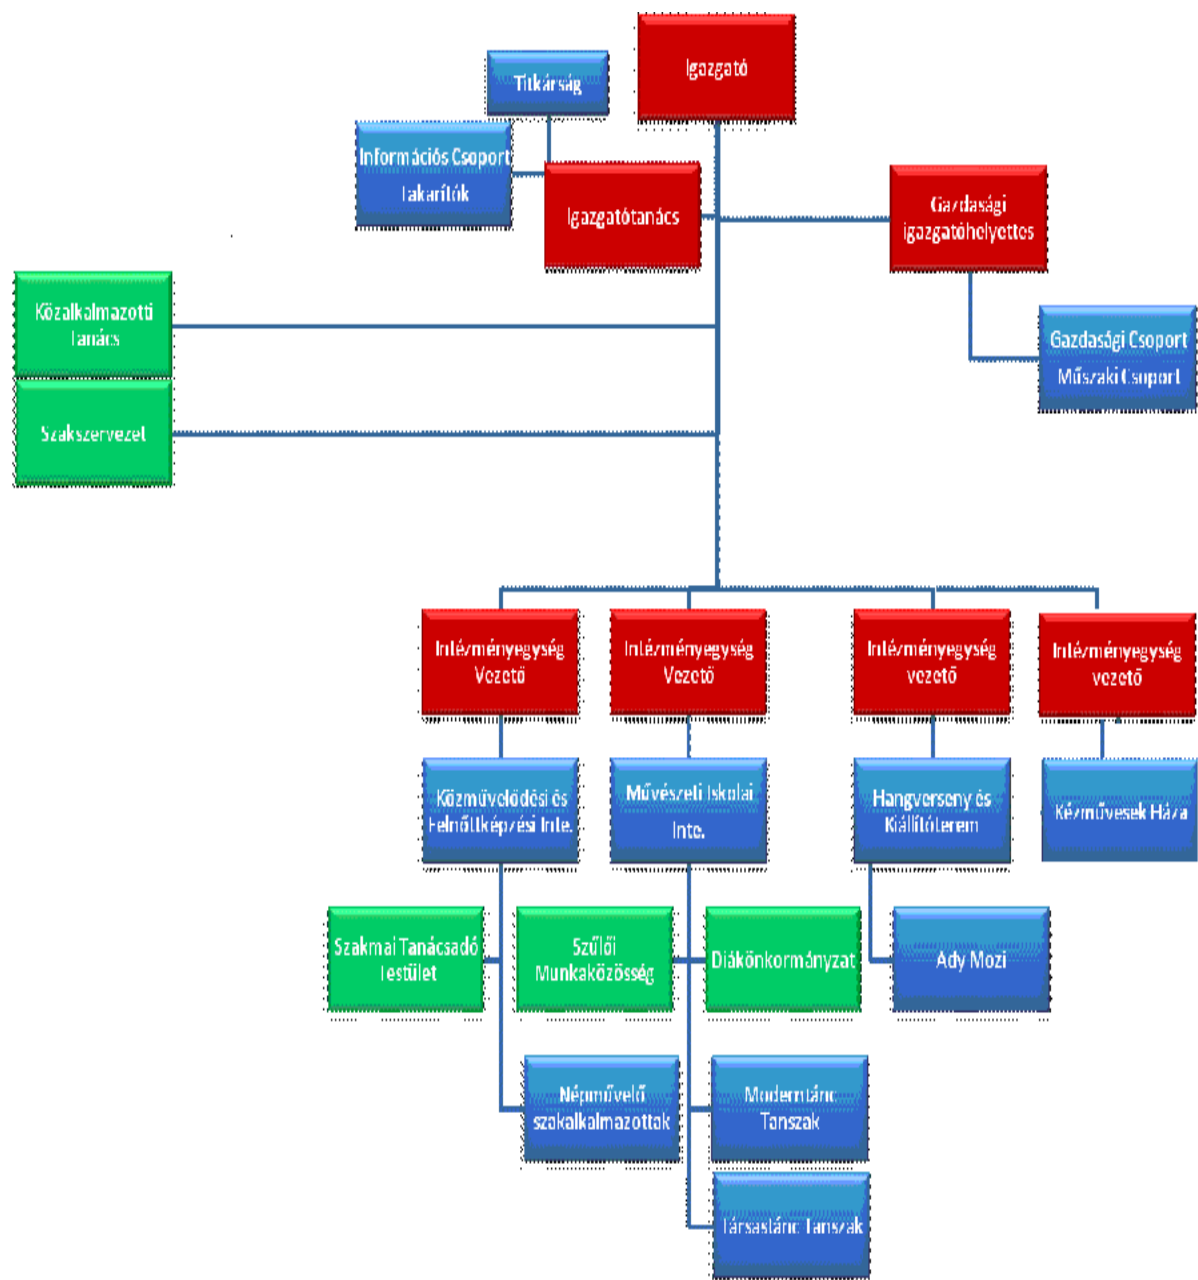 Igazgató
Titkárság
Információs Csoport
Takarítók
Igazgatótanács
Gazdasági
igazgatóhelyettes
Közalkalmazotti
Tanács
Gazdasági Csoport
Műszaki Csoport
Szakszervezet
Intézményegység
Vezető
Intézményegység
Vezető
Intézményegység
vezető
Intézményegység
vezető
Közművelődési és
Felnőttképzési Inte.
Művészeti Iskolai
Inte.
Hangverseny és
Kiállítóterem
Kézművesek Háza
Szakmai Tanácsadó
Testület
Szűlői
Munkaközösség
Diákönkormányzat
Ady Mozi
Népművelő
szakalkalmazottak
Moderntánc
Tanszak
Társastánc Tanszak